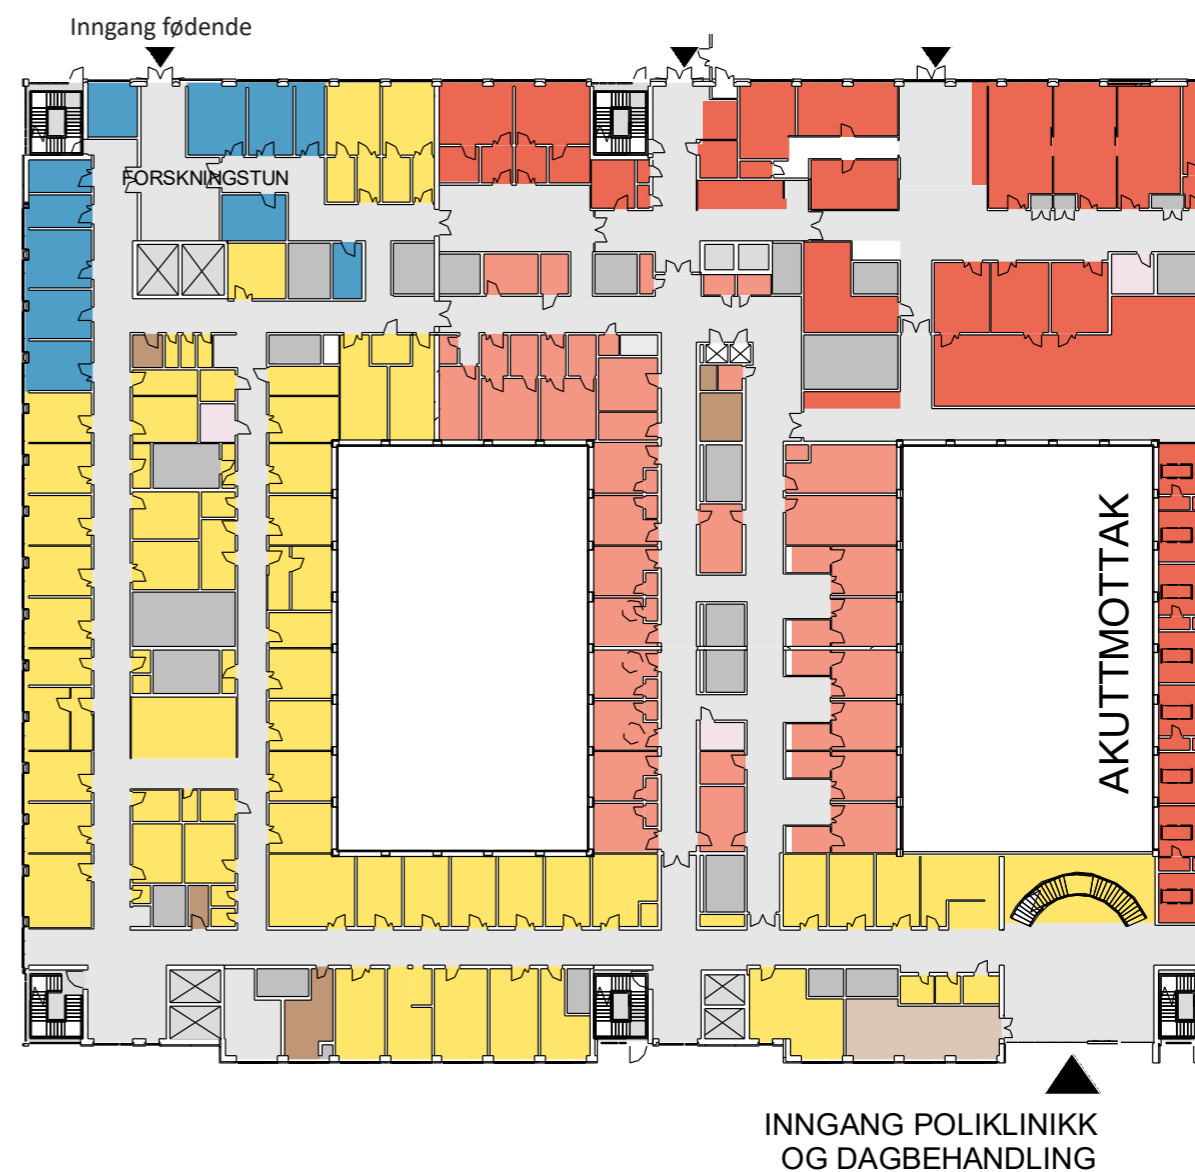 Inngang fødende
FORSKNINGSTUN
AKUTTMOTTAK
INNGANG POLIKLINIKK
OG DAGBEHANDLING